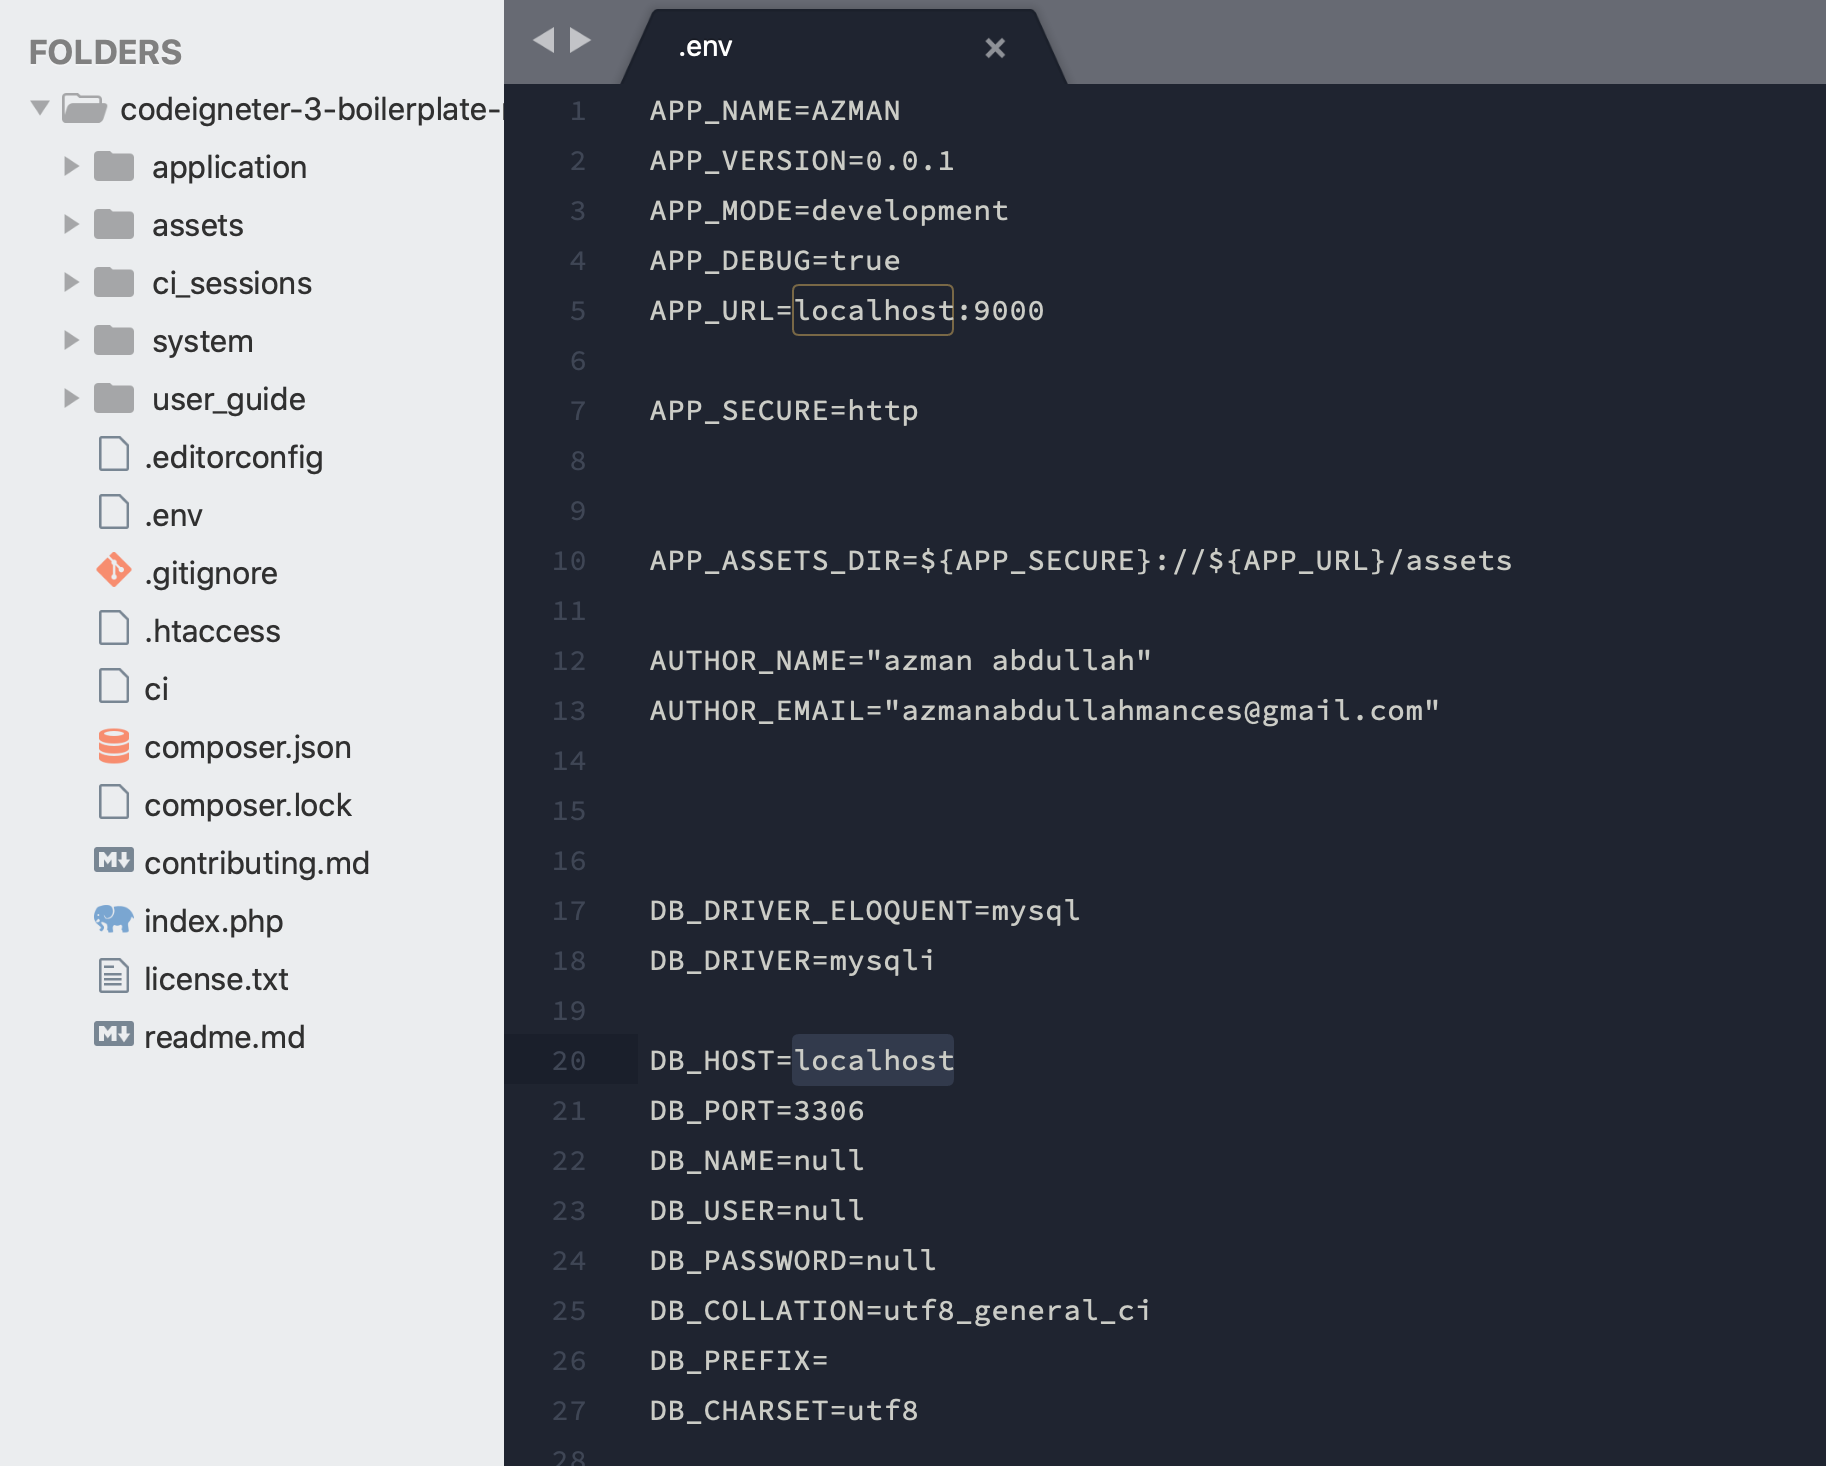 FOLDERS
codeigneter-3-boilerplate-
application
assets
ci_sessions
system
user_guide
.editorconfig
.env
.gitignore
.htaccess
ci
composer.json
composer.lock
contributing.md
index.php
license.txt
readme.md
.env
1 APP_NAME=AZMAN
2 APP_VERSION=0.0.1
3 APP_MODE=development
4 APP_DEBUG=true
5 APP_URL=localhost:9000
6
7 APP_SECURE=http
8
9
10 APP_ASSETS_DIR=${APP_SECURE}://${APP_URL}/assets
11
12 AUTHOR_NAME="azman abdullah"
13 AUTHOR_EMAIL="azmanabdullahmances@gmail.com"
14
15
16
17 DB_DRIVER_ELOQUENT=mysql
18 DB_DRIVER=mysqli
19
20 DB_HOST=localhost
21 DB_PORT=3306
22 DB_NAME=null
23 DB_USER=null
24 DB_PASSWORD=null
25 DB_COLLATION=utf8_general_ci
26 DB_PREFIX=
27 DB_CHARSET=utf8
28